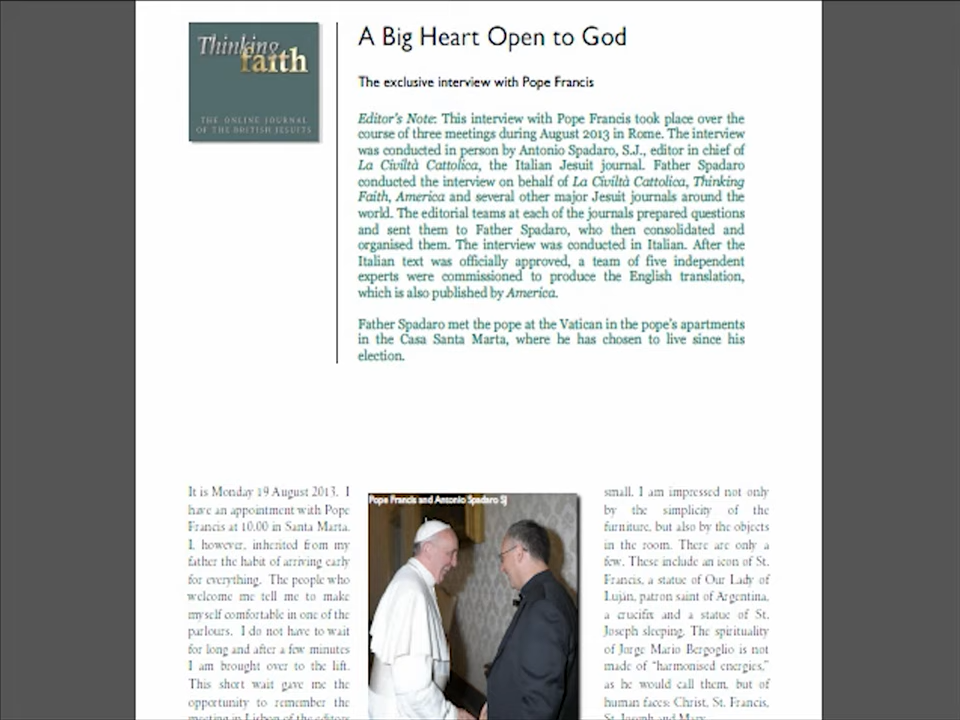 Thinking
faith
THE ONLINE JOURNAL
OF THE BRITISH JESUITS
A Big Heart Open to God
The exclusive interview with Pope Francis
Editor's Note: This interview with Pope Francis took place over the
course of three meetings during August 2013 in Rome. The interview
was conducted in person by Antonio Spadaro, S.J., editor in chief of
La Civiltà Cattolica, the Italian Jesuit journal. Father Spadaro
conducted the interview on behalf of La Civiltà Cattolica, Thinking
Faith, America and several other major Jesuit journals around the
world. The editorial teams at each of the journals prepared questions
and sent them to Father Spadaro, who then consolidated and
organised them. The interview was conducted in Italian. After the
Italian text was officially approved, a team of five independent
experts were commissioned to produce the English translation,
which is also published by America.
Father Spadaro met the pope at the Vatican in the pope's apartments
in the Casa Santa Marta, where he has chosen to live since his
election.
It is Monday 19 August 2013. I
have an appointment with Pope
Francis at 10.00 in Santa Marta.
I, however, inherited from my
father the habit of arriving early
for everything. The people who
welcome me tell me to make
myself comfortable in one of the
parlours. I do not have to wait
for long and after a few minutes
I am brought over to the lift.
This short wait gave me the
opportunity to remember the
meeting in Lisbon of the editors
Pope Francis and Antonio Spadaro SJ
small. I am impressed not only
by the simplicity of the
furniture, but also by the objects
in the room. There are only a
few. These include an icon of St.
Francis, a statue of Our Lady of
Luján, patron saint of Argentina,
a crucifix and a statue of St.
Joseph sleeping. The spirituality
of Jorge Mario Bergoglio is not
made of "harmonised energies,"
as he would call them, but of
human faces: Christ, St. Francis,
St. Joseph and Mary.